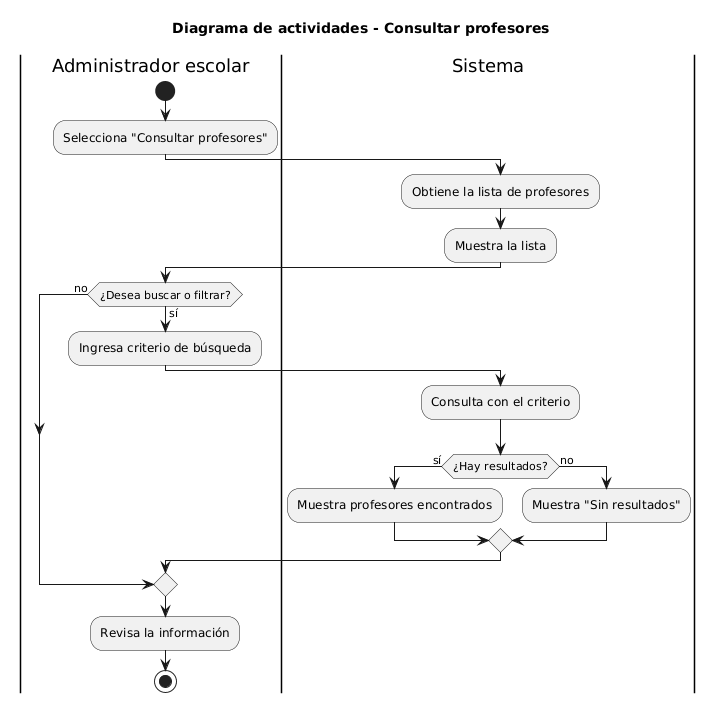 Diagrama de actividades - Consultar profesores
Administrador escolar
Sistema
Selecciona "Consultar profesores"
Obtiene la lista de profesores
Muestra la lista
no
¿Desea buscar o filtrar?
sí
Ingresa criterio de búsqueda
Consulta con el criterio
sí
¿Hay resultados?
no
Muestra profesores encontrados
Muestra "Sin resultados"
Revisa la información